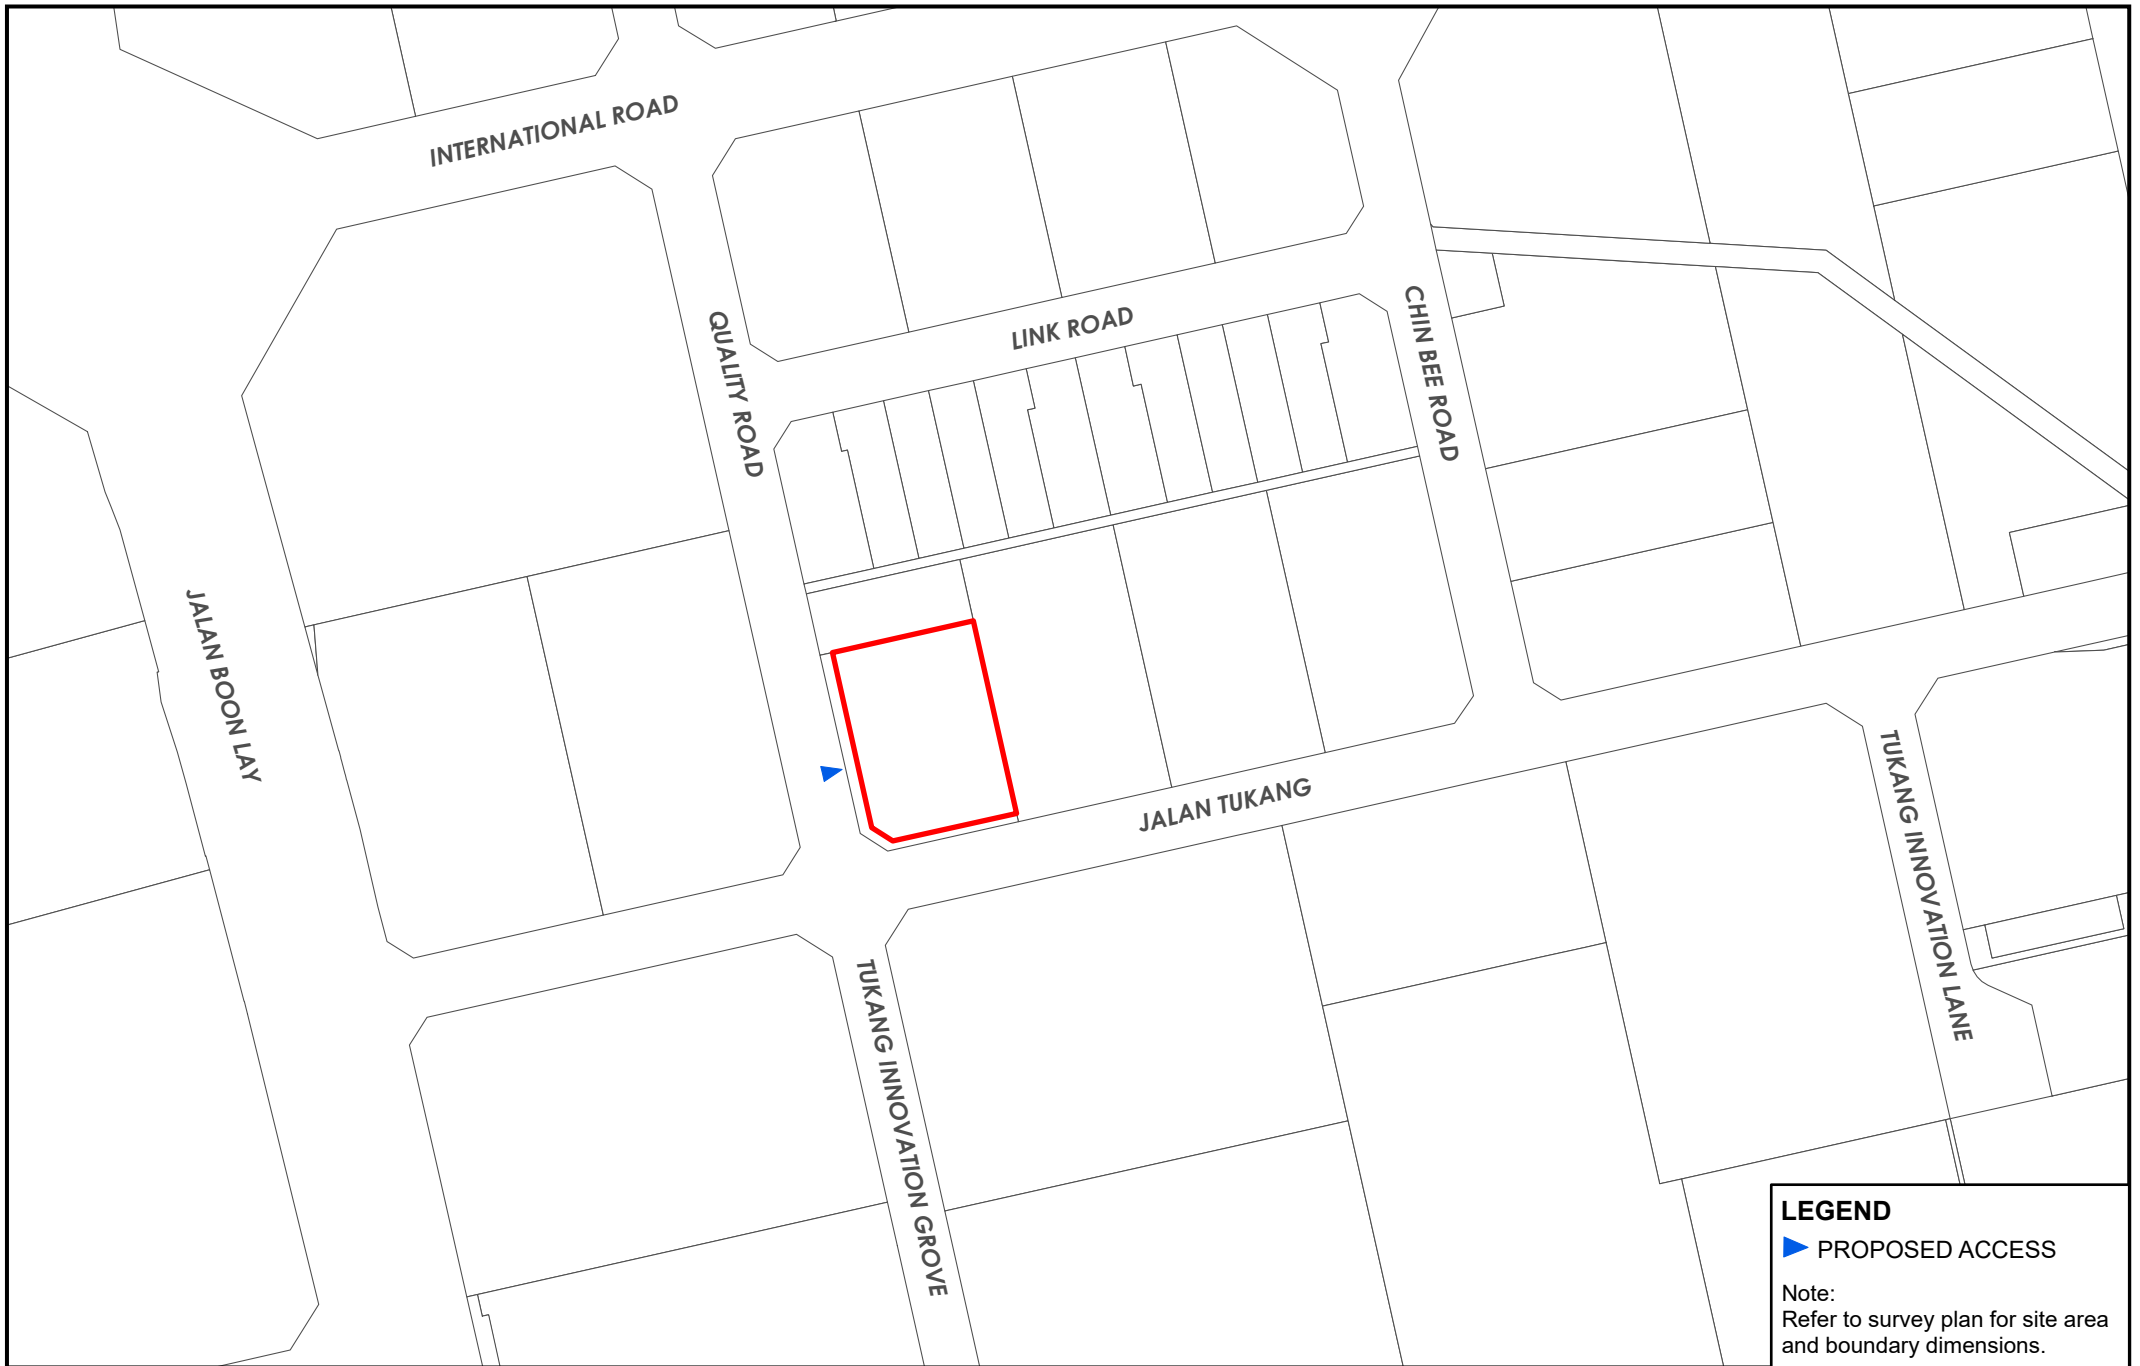 INTERNATIONAL ROAD
QUALITY ROAD
LINK ROAD
CHIN BEE ROAD
JALAN BOON LAY
JALAN TUKANG
TUKANG INNOVATION LANE
TUKANG INNOVATION GROVE
LEGEND
PROPOSED ACCESS
Note:
Refer to survey plan for site area
and boundary dimensions.